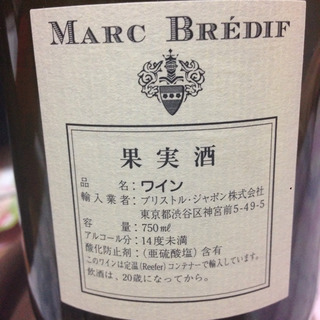 MARC BRÉDIF
果実酒
品名：ワイン
輸入業者：ブリストル・ジャポン株式会社
東京都渋谷区神宮前5-49-5
容量：750ml
アルコール分：14度未満
酸化防止剤：(亜硫酸塩)含有
このワインは定温(Reefer)コンテナーで輸入しています。
飲酒は、20歳になってから。